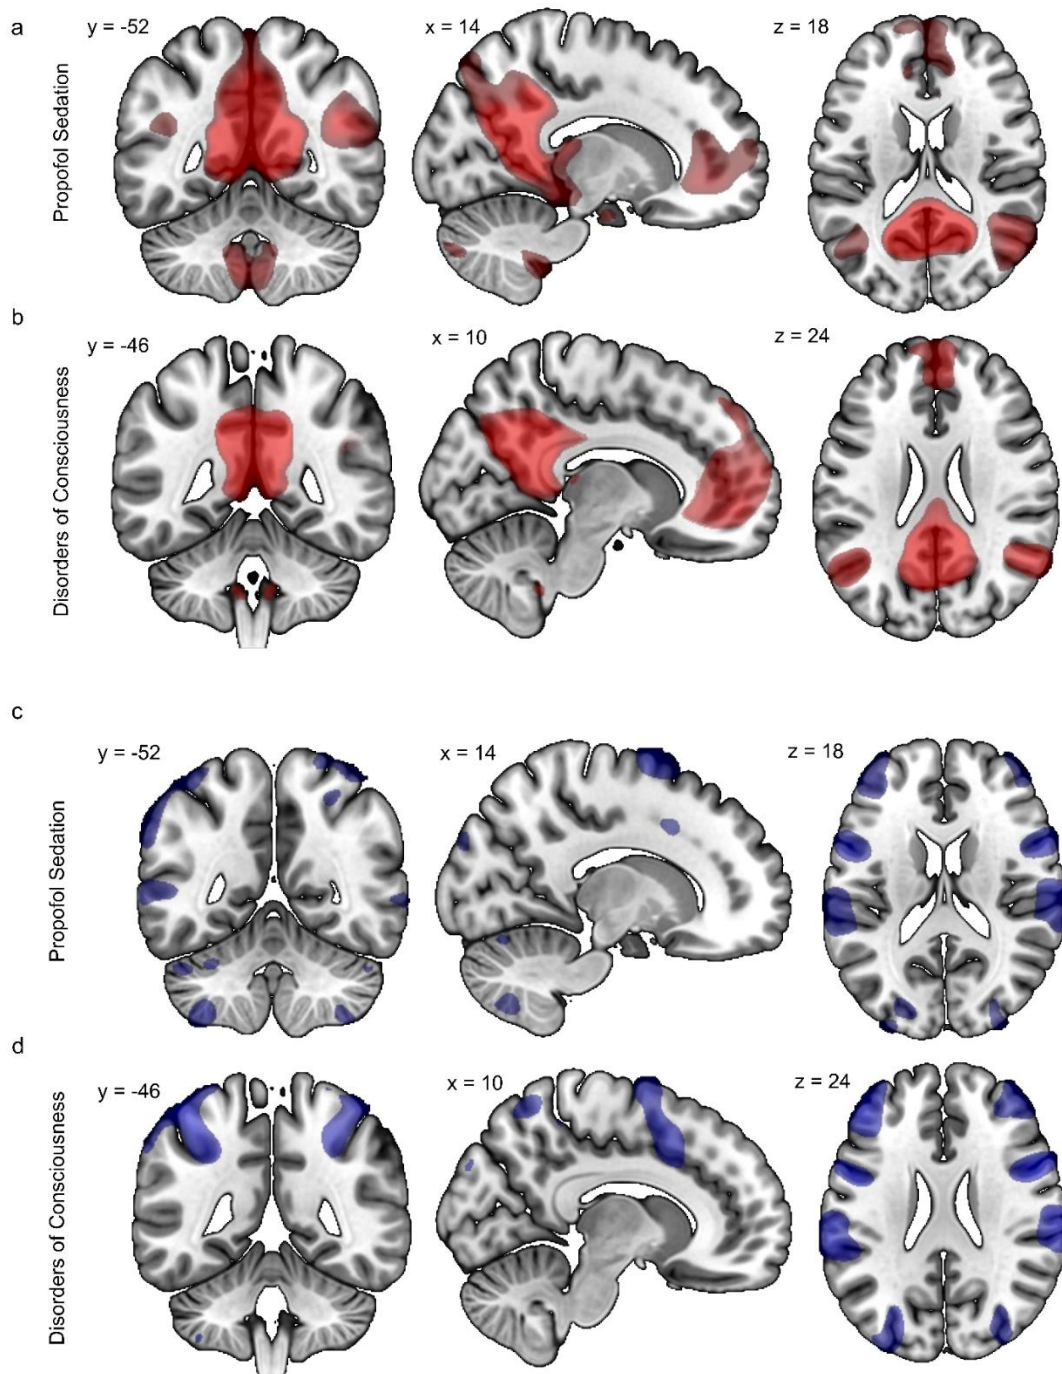 a
y = -52
x = 14
z = 18
Propofol Sedation
b
y = -46
x = 10
z = 24
Disorders of Consciousness
c
y = -52
x = 14
z = 18
Propofol Sedation
d
y = -46
x = 10
z = 24
Disorders of Consciousness